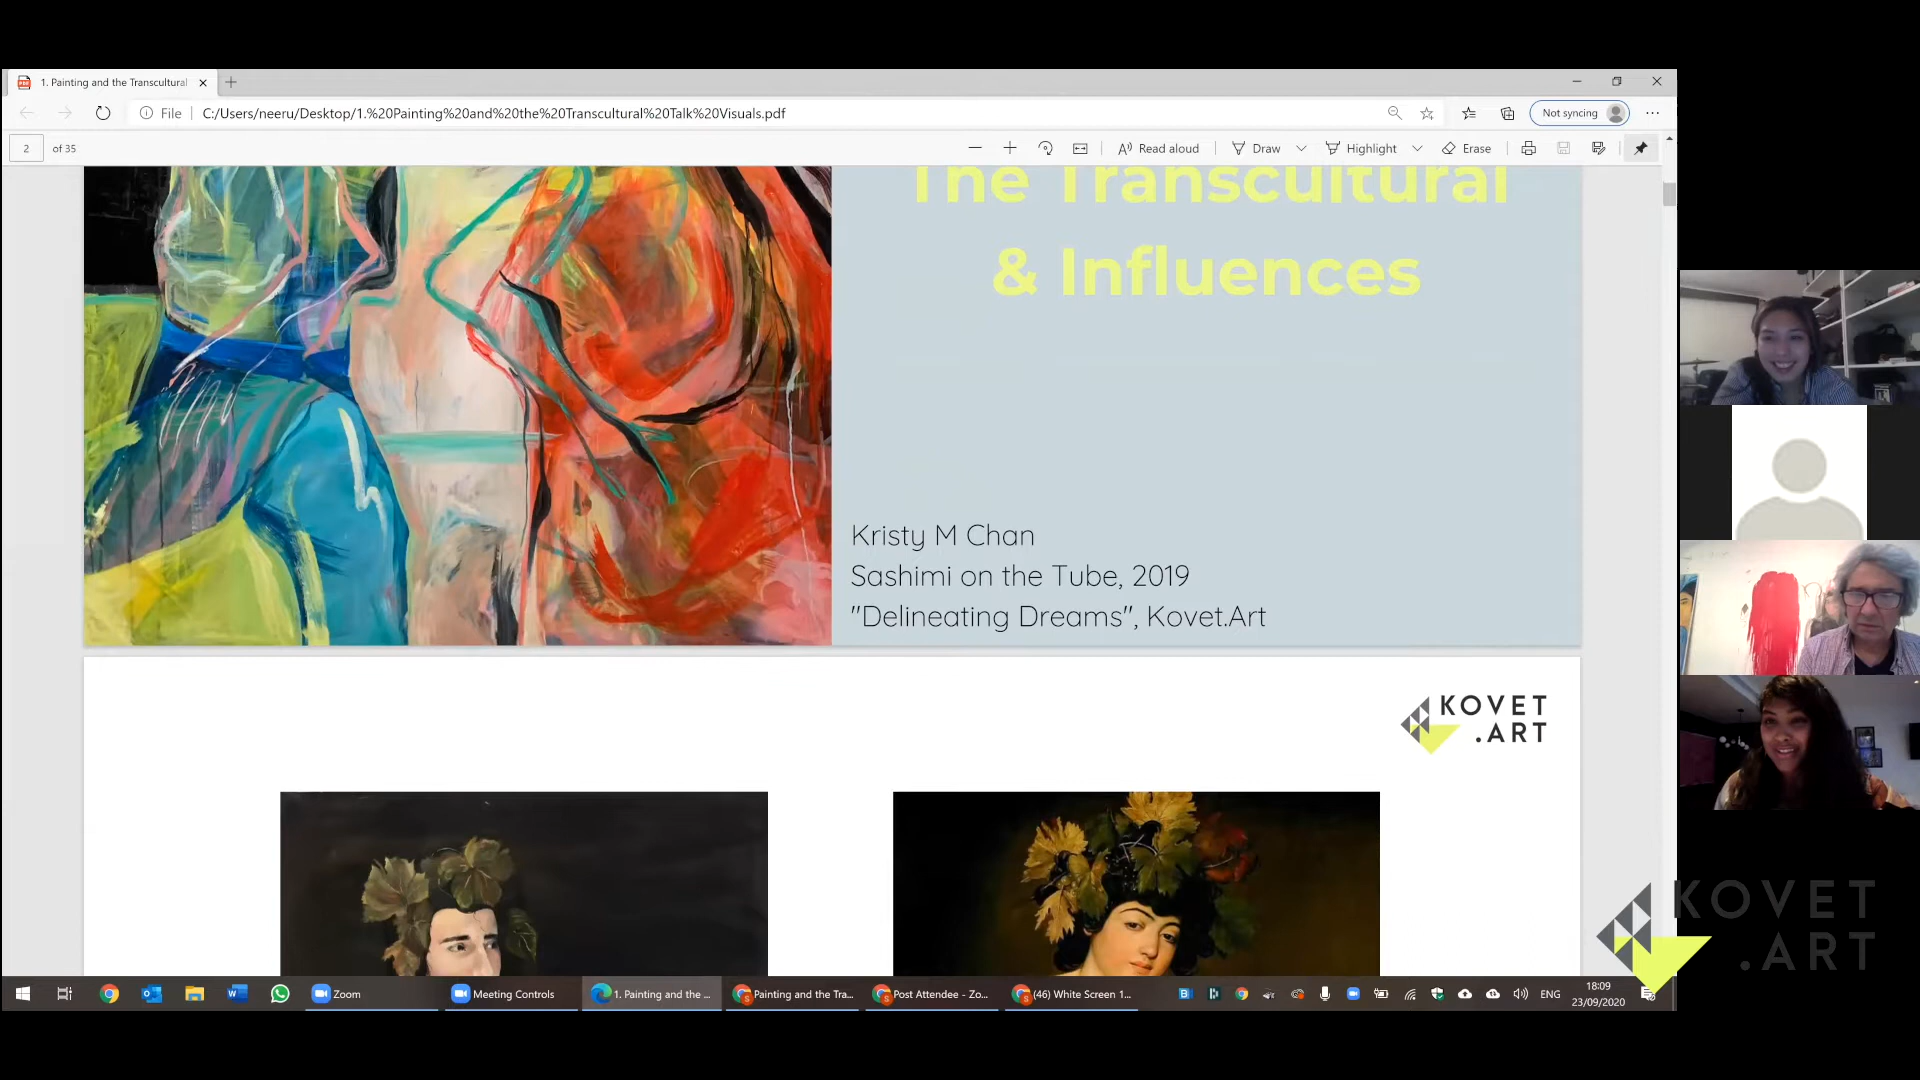 1. Painting and the Transcultural
File
C:/Users/neeru/Desktop/1.%20Painting%20and%20the%20Transcultural%20Talk%20Visuals.pdf
Not syncing
2 of 35
Read aloud
Draw
Highlight
Erase
The Transcultural
& Influences
Kristy M Chan
Sashimi on the Tube, 2019
"Delineating Dreams", Kovet.Art
KOVET
.ART
KOVET
.ART
Zoom
Meeting Controls
1. Painting and the ...
Painting and the Tra...
Post Attendee - Zo...
(46) White Screen 1...
ENG
18:09
23/09/2020